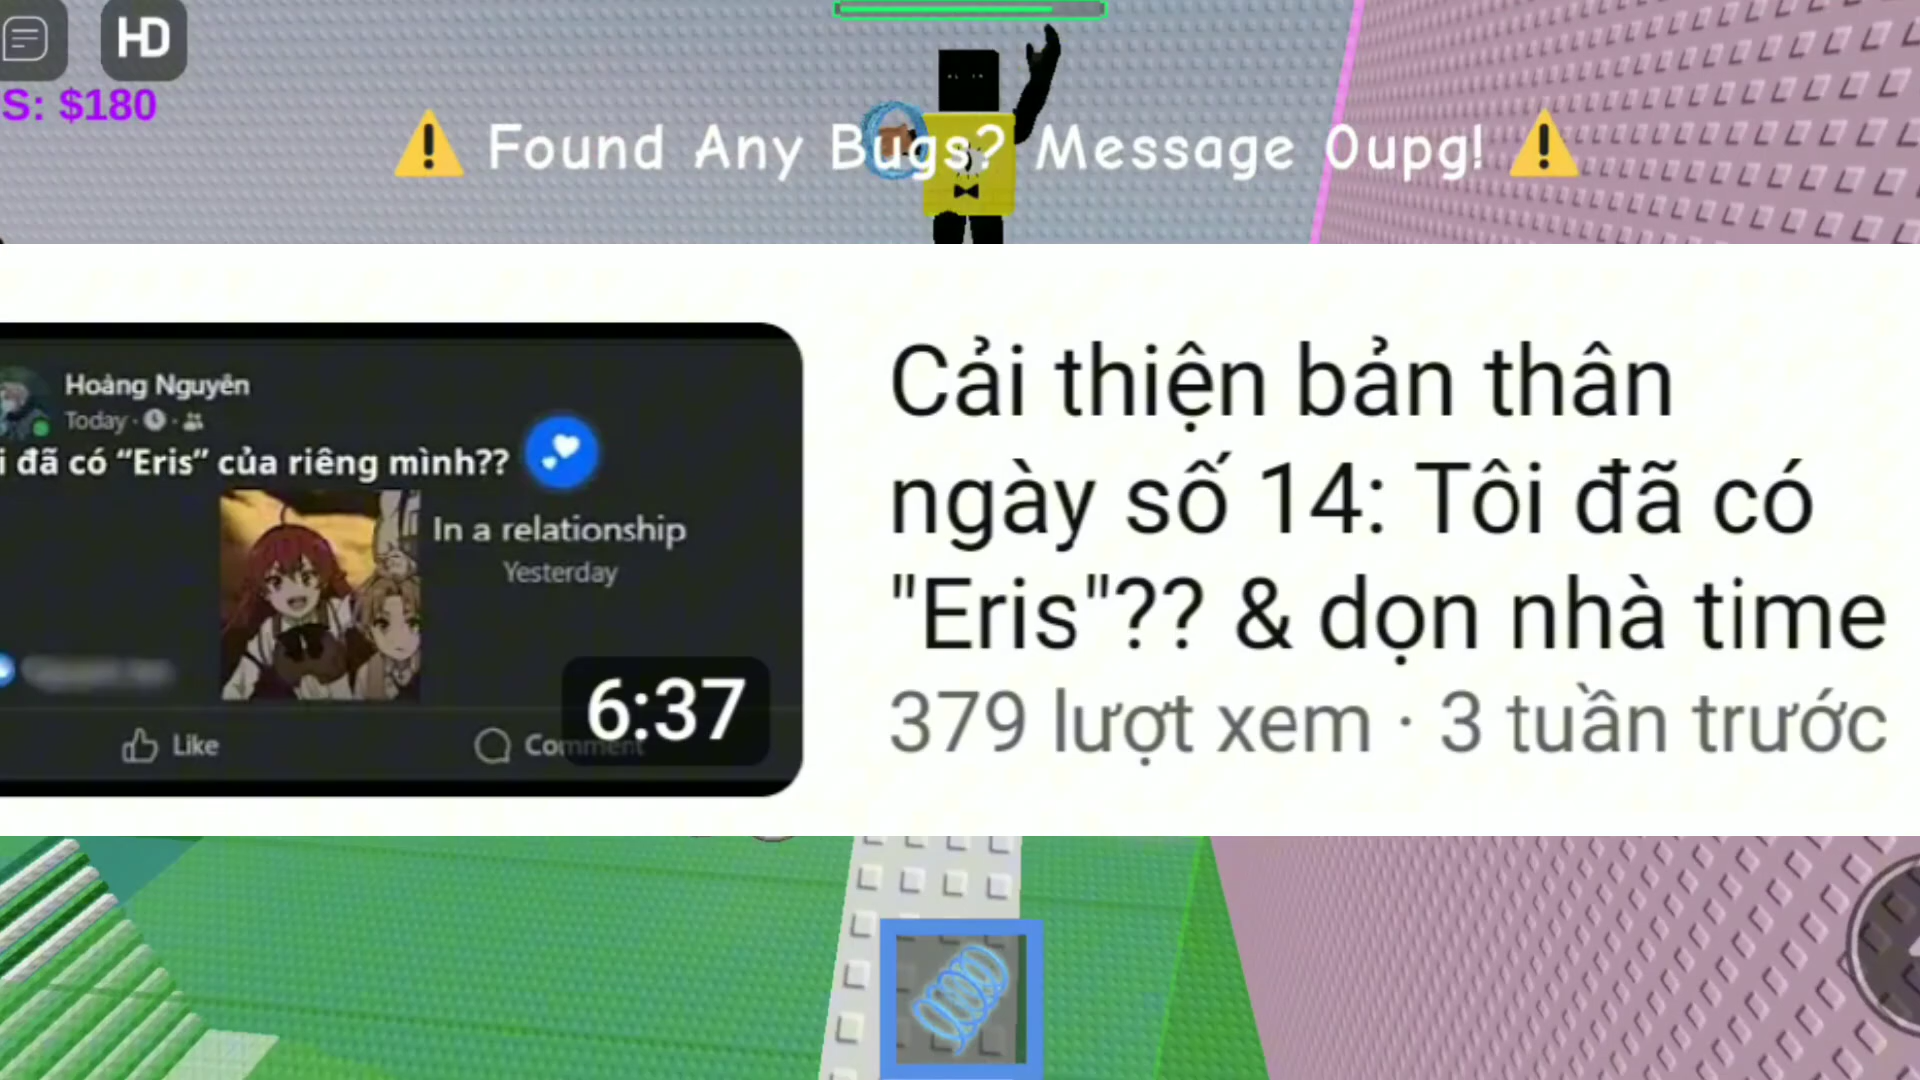 HD
S: $180
⚠️ Found Any Bugs? Message Oupg! ⚠️
Hoàng Nguyên
Today
i đã có “Eris” của riêng mình??
In a relationship
Yesterday
Like
Comment
6:37
Cải thiện bản thân
ngày số 14: Tôi đã có
"Eris"?? & dọn nhà time
379 lượt xem · 3 tuần trước